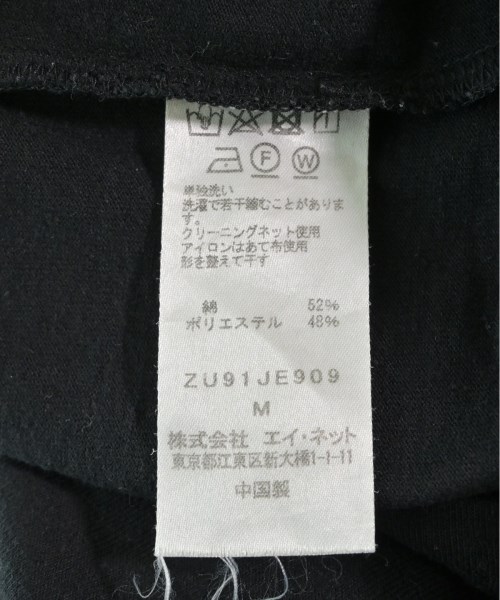 F W
単独洗い
洗濯で若干縮むことがありま
す。
クリーニングネット使用
アイロンはあて布使用
形を整えて干す
綿 52%
ポリエステル 48%
ZU91JE909
M
株式会社 エイ・ネット
東京都江東区新大橋1-1-11
中国製